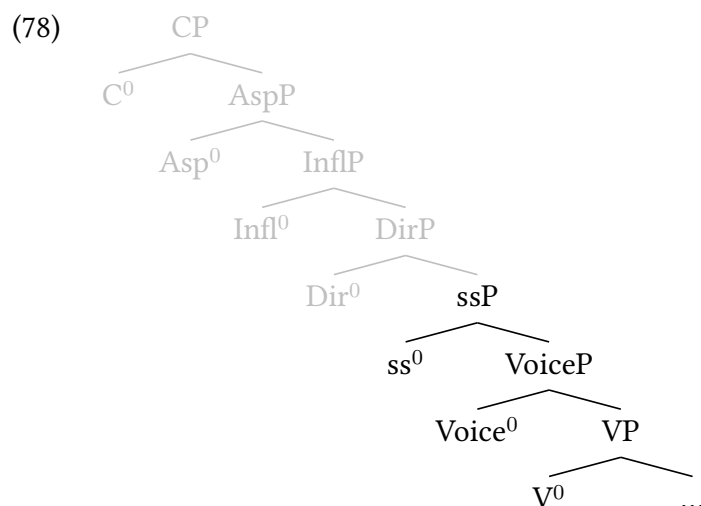 (78) CP
C⁰ AspP
Asp⁰ InflP
Infl⁰ DirP
Dir⁰ ssP
ss⁰ VoiceP
Voice⁰ VP
V⁰ ...